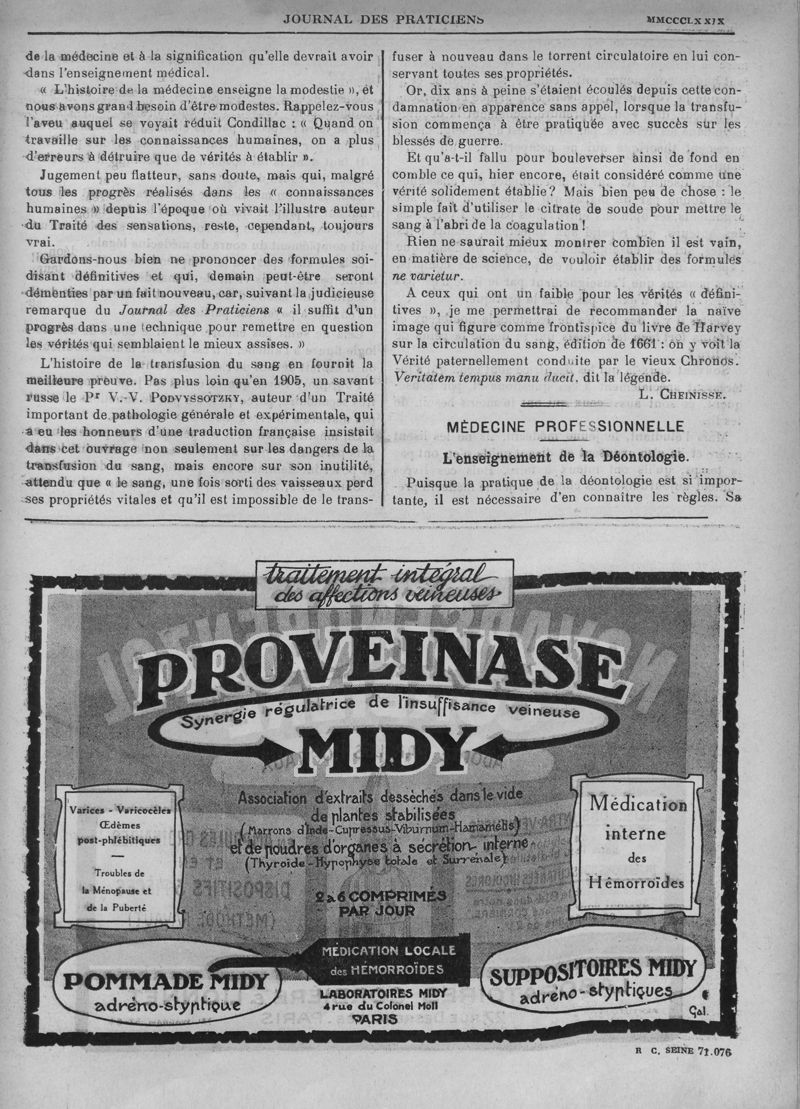 JOURNAL DES PRATICIENS
MMCCCLXXIX
de la médecine et à la signification qu'elle devrait avoir
dans l'enseignement médical.
« L'histoire de la médecine enseigne la modestie », et
nous avons grand besoin d'être modestes. Rappelez-vous
l'aveu auquel se voyait réduit Condillac : « Quand on
travaille sur les connaissances humaines, on a plus
d'erreurs à détruire que de vérités à établir ».
Jugement peu flatteur, sans doute, mais qui, malgré
tous les progrès réalisés dans les « connaissances
humaines » depuis l'époque où vivait l'illustre auteur
du Traité des sensations, reste, cependant, toujours
vrai.
Gardons-nous bien ne prononcer des formules soi-
disant définitives et qui, demain peut-être seront
démenties par un fait nouveau, car, suivant la judicieuse
remarque du Journal des Praticiens « il suffit d'un
progrès dans une technique pour remettre en question
les vérités qui semblaient le mieux assises. »
L'histoire de la transfusion du sang en fournit la
meilleure preuve. Pas plus loin qu'en 1905, un savant
russe le Pr V.-V. PODVYSSOTZKY, auteur d'un Traité
important de pathologie générale et expérimentale, qui
a eu les honneurs d'une traduction française insistait
dans cet ouvrage non seulement sur les dangers de la
transfusion du sang, mais encore sur son inutilité,
attendu que « le sang, une fois sorti des vaisseaux perd
ses propriétés vitales et qu'il est impossible de le trans-
fuser à nouveau dans le torrent circulatoire en lui con-
servant toutes ses propriétés.
Or, dix ans à peine s'étaient écoulés depuis cette con-
damnation en apparence sans appel, lorsque la transfu-
sion commença à être pratiquée avec succès sur les
blessés de guerre.
Et qu'a-t-il fallu pour bouleverser ainsi de fond en
comble ce qui, hier encore, était considéré comme une
vérité solidement établie? Mais bien peu de chose : le
simple fait d'utiliser le citrate de soude pour mettre le
sang à l'abri de la coagulation!
Rien ne saurait mieux montrer combien il est vain,
en matière de science, de vouloir établir des formules
ne varietur.
A ceux qui ont un faible pour les vérités « défini-
tives », je me permettrai de recommander la naïve
image qui figure comme frontispice du livre de Harvey
sur la circulation du sang, édition de 1661 : on y voit la
Vérité paternellement conduite par le vieux Chronos.
Veritatem tempus manu ducit, dit la légende.
L. CHEINISSE.
MÉDECINE PROFESSIONNELLE
L'enseignement de la Déontologie.
Puisque la pratique de la déontologie est si impor-
tante, il est nécessaire d'en connaître les règles. Sa
traitement intégral
des affections veineuses
PROVEINASE
Synergie régulatrice de l'insuffisance veineuse
MIDY
Association d'extraits desséchés dans le vide
de plantes stabilisées
(Marrons d'Inde-Cupressus-Viburnum-Hamamelis)
et de poudres d'organes à sécrétion interne
(Thyroïde-Hypophyse totale et Surrénale)
2 à 6 COMPRIMÉS
PAR JOUR
Varices - Varicocèles
Œdèmes
post-phlébitiques
Troubles de
la Ménopause et
de la Puberté
Médication
interne
des
Hémorroïdes
POMMADE MIDY
adréno-styptique
MÉDICATION LOCALE
des HÉMORROÏDES
LABORATOIRES MIDY
4 rue du Colonel Moll
PARIS
SUPPOSITOIRES MIDY
adréno-styptiques
Gal.
R C. SEINE 71.076